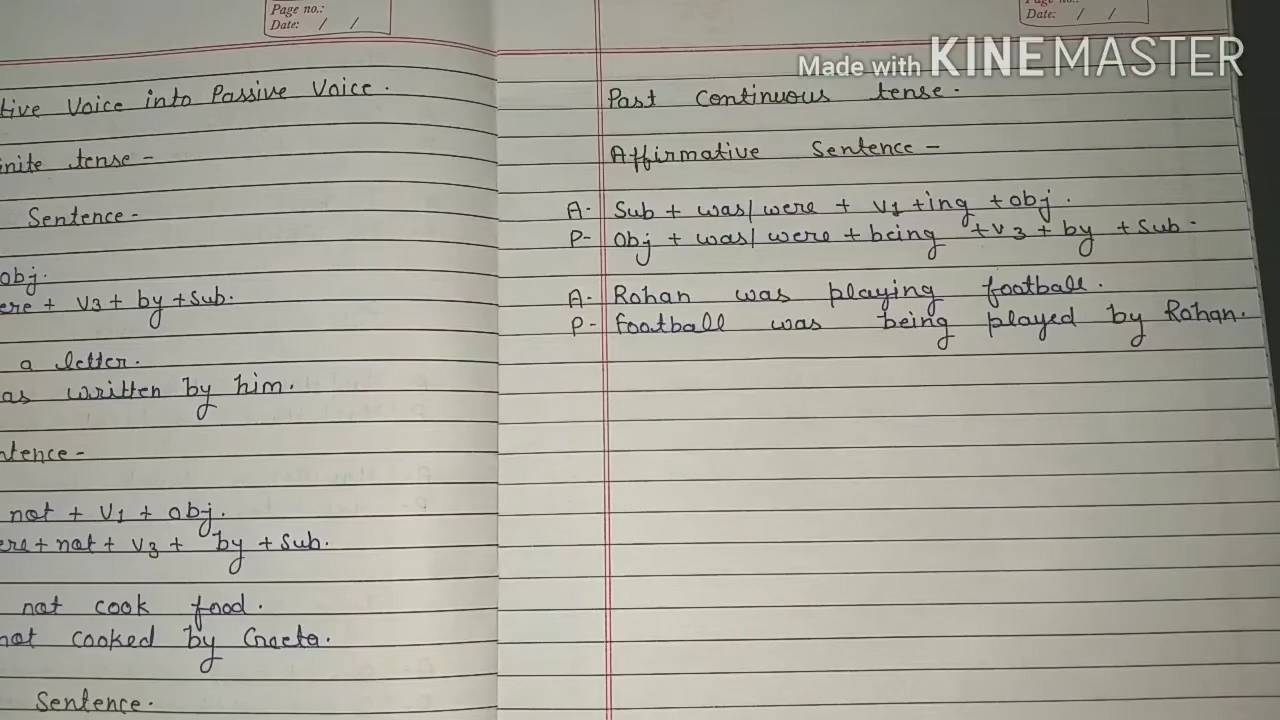 Page no.:
Date: / /
tive Voice into Passive Voice.
inite tense -
Sentence -
obj.
ere + V3 + by + Sub.
a letter.
as written by him.
ntence -
not + V1 + obj.
ere + not + V3 + by + Sub.
not cook food.
not cooked by Geeta.
Sentence.
Page no.:
Date: / /
Made with KINEMASTER
Past Continuous tense.
Affirmative Sentence -
A- Sub + was/were + V1 + ing + obj.
P- Obj + was/were + being + V3 + by + Sub -
A- Rohan was playing football.
P- football was being played by Rohan.